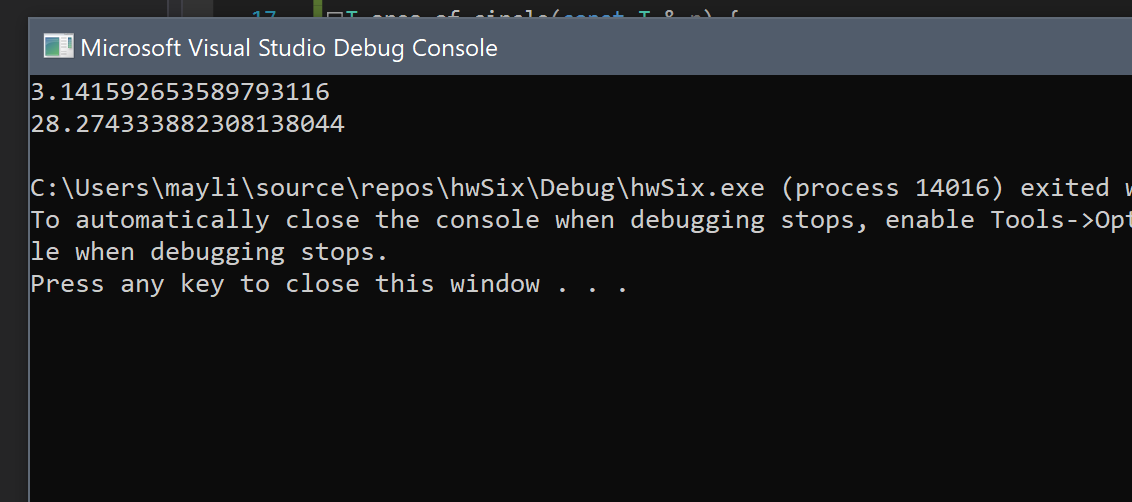 17 T area_of_circle(const T & r) {
Microsoft Visual Studio Debug Console
3.141592653589793116
28.274333882308138044
C:\Users\mayli\source\repos\hwSix\Debug\hwSix.exe (process 14016) exited w
To automatically close the console when debugging stops, enable Tools->Opt
le when debugging stops.
Press any key to close this window . . .